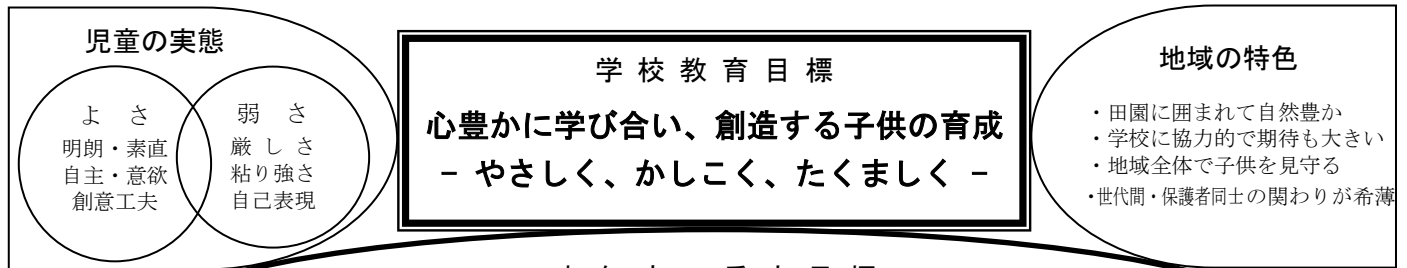 児童の実態
よさ
明朗・素直
自主・意欲
創意工夫
弱さ
厳しさ
粘り強さ
自己表現
学校教育目標
心豊かに学び合い、創造する子供の育成
－ やさしく、かしこく、たくましく －
地域の特色
・田園に囲まれて自然豊か
・学校に協力的で期待も大きい
・地域全体で子供を見守る
・世代間・保護者同士の関わりが希薄